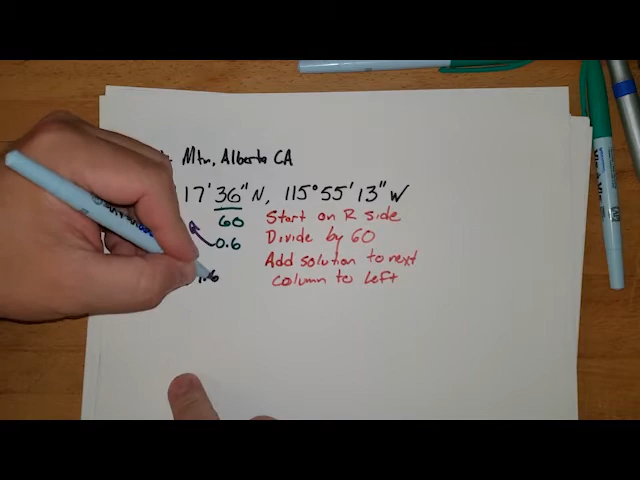 Mtn, Alberta CA
17' 36" N, 115° 55' 13" W
60
Start on R side
0.6
Divide by 60
Add solution to next
column to left